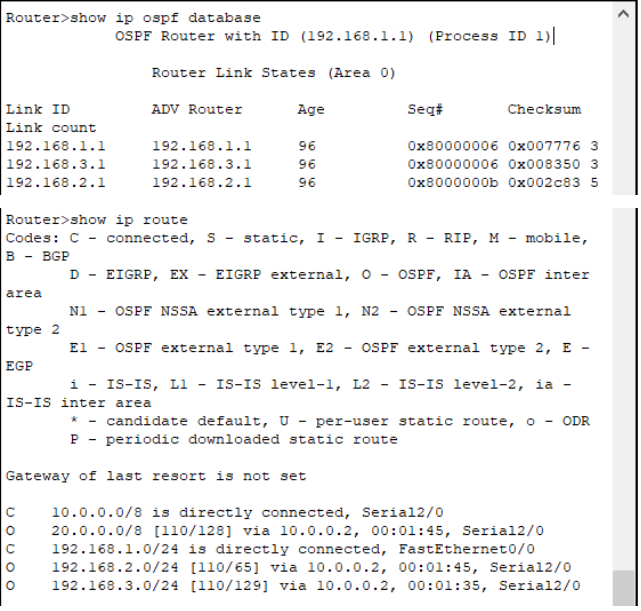 Router>show ip ospf database
OSPF Router with ID (192.168.1.1) (Process ID 1)
Router Link States (Area 0)
Link ID ADV Router Age Seq# Checksum
Link count
192.168.1.1 192.168.1.1 96 0x80000006 0x007776 3
192.168.3.1 192.168.3.1 96 0x80000006 0x008350 3
192.168.2.1 192.168.2.1 96 0x8000000b 0x002c83 5
Router>show ip route
Codes: C - connected, S - static, I - IGRP, R - RIP, M - mobile,
B - BGP
D - EIGRP, EX - EIGRP external, O - OSPF, IA - OSPF inter
area
N1 - OSPF NSSA external type 1, N2 - OSPF NSSA external
type 2
E1 - OSPF external type 1, E2 - OSPF external type 2, E -
EGP
i - IS-IS, L1 - IS-IS level-1, L2 - IS-IS level-2, ia -
IS-IS inter area
* - candidate default, U - per-user static route, o - ODR
P - periodic downloaded static route
Gateway of last resort is not set
C 10.0.0.0/8 is directly connected, Serial2/0
O 20.0.0.0/8 [110/128] via 10.0.0.2, 00:01:45, Serial2/0
C 192.168.1.0/24 is directly connected, FastEthernet0/0
O 192.168.2.0/24 [110/65] via 10.0.0.2, 00:01:45, Serial2/0
O 192.168.3.0/24 [110/129] via 10.0.0.2, 00:01:35, Serial2/0